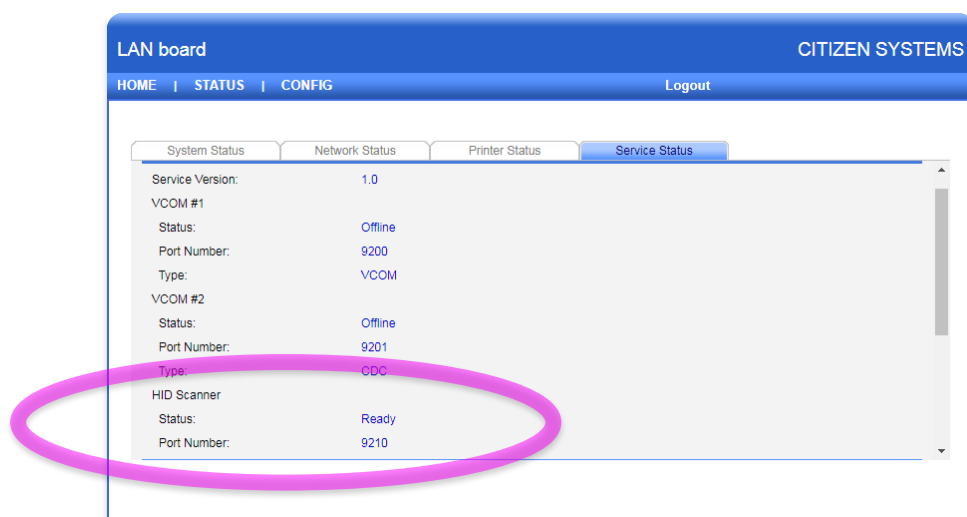 LAN board CITIZEN SYSTEMS
HOME | STATUS | CONFIG Logout
System Status Network Status Printer Status Service Status
Service Version: 1.0
VCOM #1
Status: Offline
Port Number: 9200
Type: VCOM
VCOM #2
Status: Offline
Port Number: 9201
Type: CDC
HID Scanner
Status: Ready
Port Number: 9210